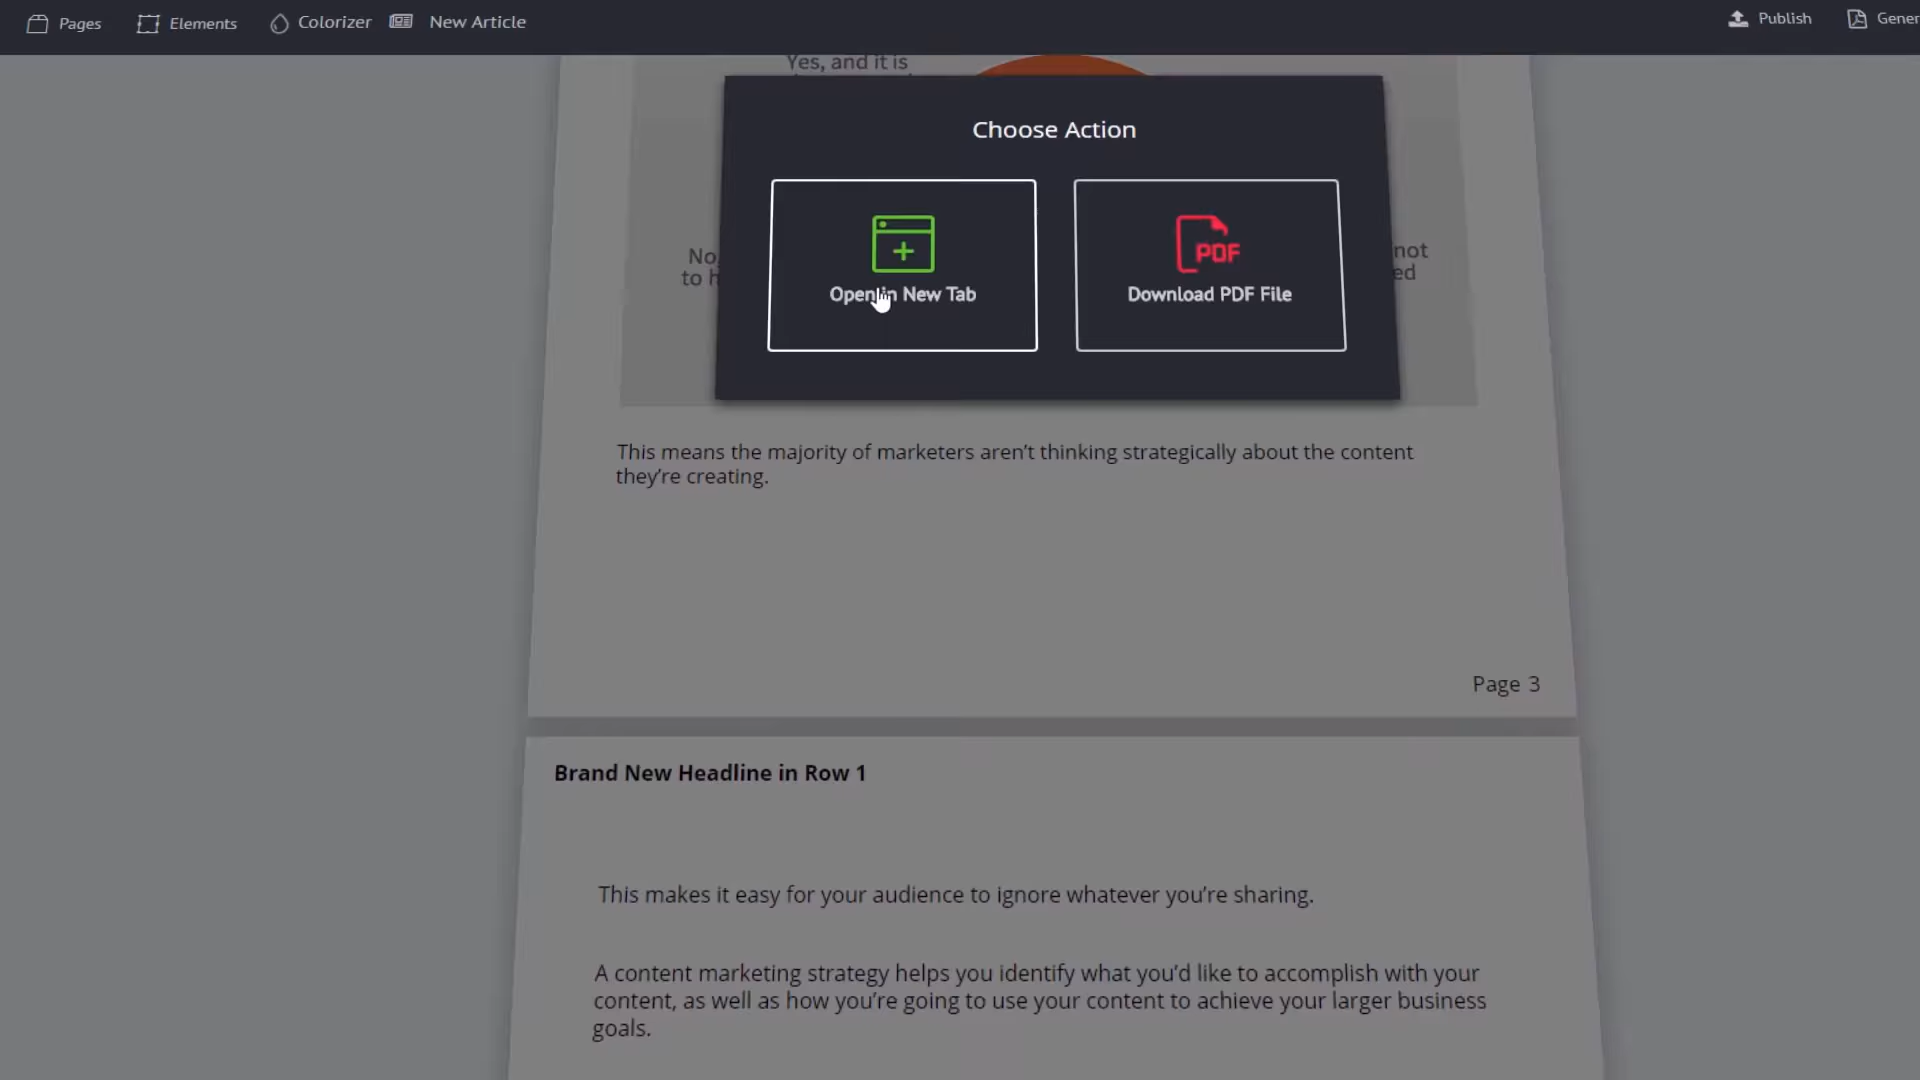 Pages Elements Colorizer New Article Publish
Yes, and it is
Choose Action
No,
to h
not
ed
Open in New Tab Download PDF File
This means the majority of marketers aren’t thinking strategically about the content
they’re creating.
Page 3
Brand New Headline in Row 1
This makes it easy for your audience to ignore whatever you’re sharing.
A content marketing strategy helps you identify what you’d like to accomplish with your
content, as well as how you’re going to use your content to achieve your larger business
goals.